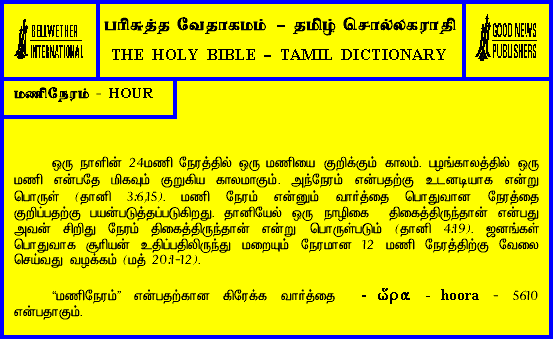 BELLWETHER
INTERNATIONAL
பரிசுத்த வேதாகமம் – தமிழ் சொல்லகராதி
THE HOLY BIBLE – TAMIL DICTIONARY
GOOD NEWS
PUBLISHERS
மணிநேரம் - HOUR
ஒரு நாளின் 24மணி நேரத்தில் ஒரு மணியை குறிக்கும் காலம். பழங்காலத்தில் ஒரு
மணி என்பதே மிகவும் குறுகிய காலமாகும். அந்நேரம் என்பதற்கு உடனடியாக என்று
பொருள் (தானி 3:6,15). மணி நேரம் என்னும் வார்த்தை பொதுவான நேரத்தை
குறிப்பதற்கு பயன்படுத்தப்படுகிறது. தானியேல் ஒரு நாழிகை திகைத்திருந்தான் என்பது
அவன் சிறிது நேரம் திகைத்திருந்தான் என்று பொருள்படும் (தானி 4:19). ஜனங்கள்
பொதுவாக சூரியன் உதிப்பதிலிருந்து மறையும் நேரமான 12 மணி நேரத்திற்கு வேலை
செய்வது வழக்கம் (மத் 20:1-12).
“மணிநேரம்” என்பதற்கான கிரேக்க வார்த்தை - ὥρα - hoora - 5610
என்பதாகும்.